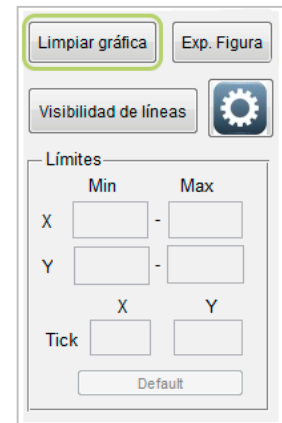 Limpiar gráfica Exp. Figura
Visibilidad de líneas
Límites
Min Max
X -
Y -
X Y
Tick
Default